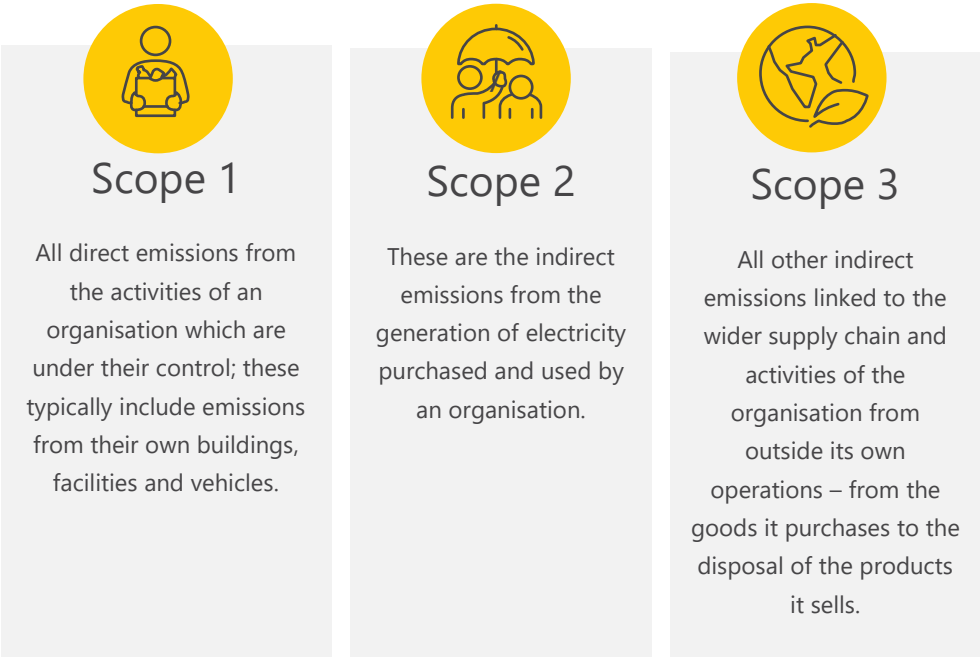 Scope 1
All direct emissions from
the activities of an
organisation which are
under their control; these
typically include emissions
from their own buildings,
facilities and vehicles.
Scope 2
These are the indirect
emissions from the
generation of electricity
purchased and used by
an organisation.
Scope 3
All other indirect
emissions linked to the
wider supply chain and
activities of the
organisation from
outside its own
operations – from the
goods it purchases to the
disposal of the products
it sells.